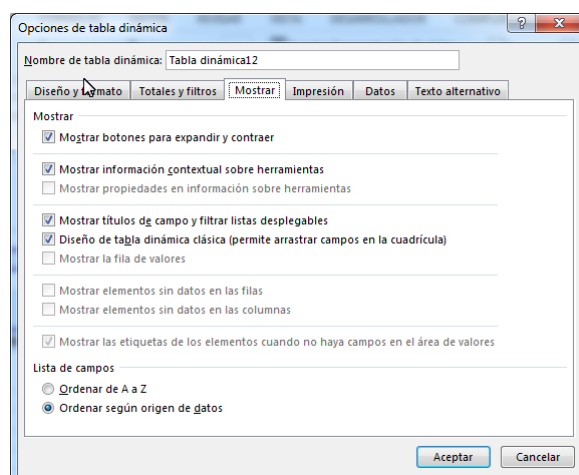 Opciones de tabla dinámica
Nombre de tabla dinámica: Tabla dinámica12
Diseño y formato Totales y filtros Mostrar Impresión Datos Texto alternativo
Mostrar
Mostrar botones para expandir y contraer
Mostrar información contextual sobre herramientas
Mostrar propiedades en información sobre herramientas
Mostrar títulos de campo y filtrar listas desplegables
Diseño de tabla dinámica clásica (permite arrastrar campos en la cuadrícula)
Mostrar la fila de valores
Mostrar elementos sin datos en las filas
Mostrar elementos sin datos en las columnas
Mostrar las etiquetas de los elementos cuando no haya campos en el área de valores
Lista de campos
Ordenar de A a Z
Ordenar según origen de datos
Aceptar Cancelar